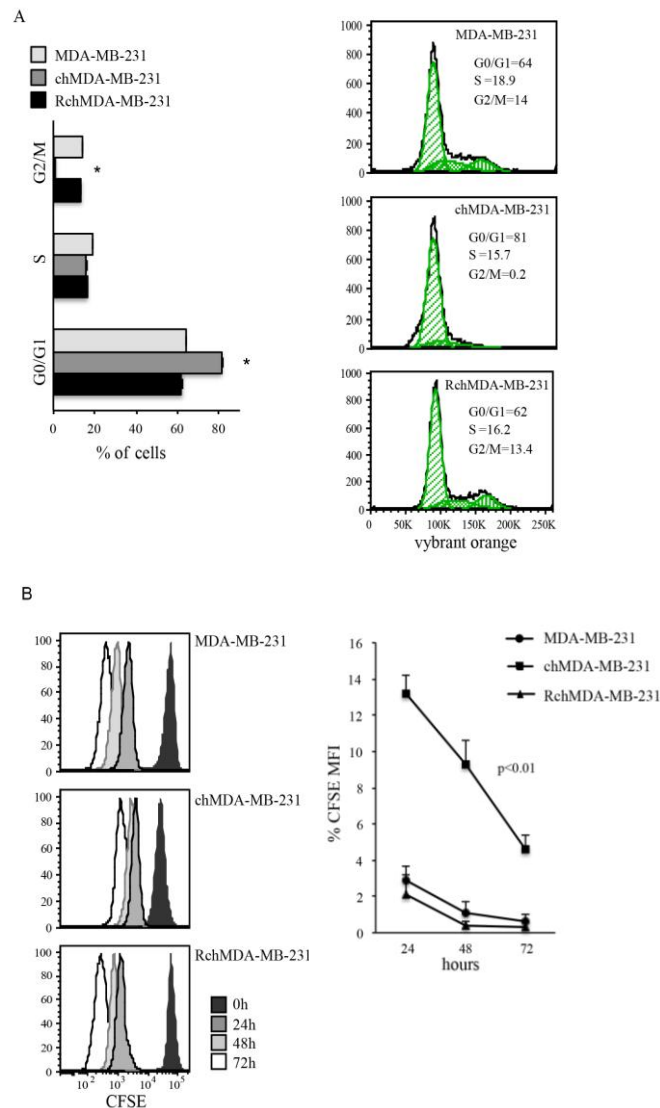 A
MDA-MB-231
chMDA-MB-231
RchMDA-MB-231
G2/M
*
S
G0/G1
*
0 20 40 60 80
% of cells
1000
800
600
400
200
0
MDA-MB-231
G0/G1=64
S =18.9
G2/M=14
1000
800
600
400
200
0
chMDA-MB-231
G0/G1=81
S =15.7
G2/M=0.2
1000
800
600
400
200
0
RchMDA-MB-231
G0/G1=62
S =16.2
G2/M=13.4
0 50K 100K 150K 200K 250K
vybrant orange
B
100
80
60
40
20
0
MDA-MB-231
100
80
60
40
20
0
chMDA-MB-231
100
80
60
40
20
0
RchMDA-MB-231
10² 10³ 10⁴ 10⁵
CFSE
0h
24h
48h
72h
MDA-MB-231
chMDA-MB-231
RchMDA-MB-231
% CFSE MFI
16
14
12
10
8
6
4
2
0
p<0.01
24 48 72
hours